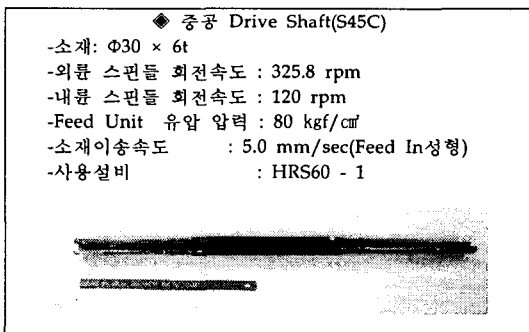 ◈ 중공 Drive Shaft(S45C)
-소재: Φ30 × 6t
-외륜 스핀들 회전속도 : 325.8 rpm
-내륜 스핀들 회전속도 : 120 rpm
-Feed Unit 유압 압력 : 80 kgf/㎠
-소재이송속도 : 5.0 mm/sec(Feed In성형)
-사용설비 : HRS60 - 1